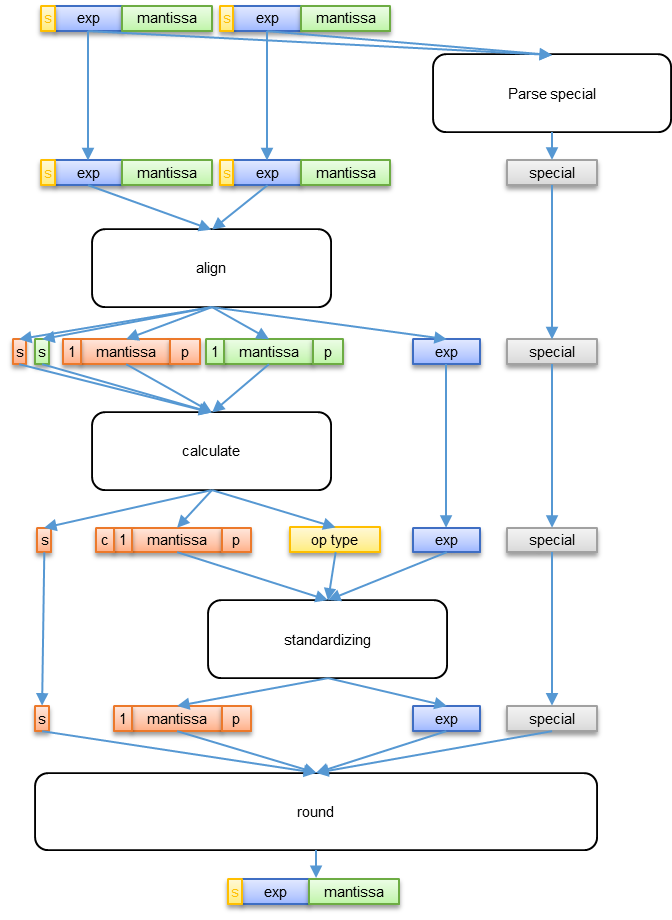 s exp mantissa s exp mantissa
Parse special
s exp mantissa s exp mantissa special
align
s s 1 mantissa p 1 mantissa p exp special
calculate
s c 1 mantissa p op type exp special
standardizing
s 1 mantissa p exp special
round
s exp mantissa